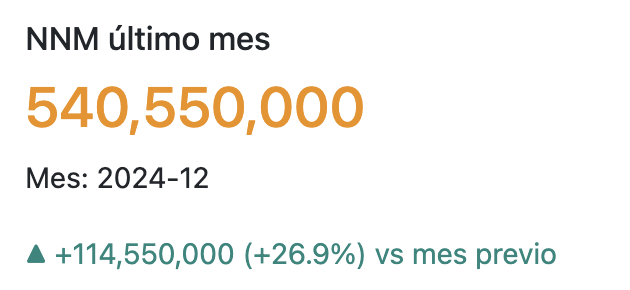 NNM último mes
540,550,000
Mes: 2024-12
▲ +114,550,000 (+26.9%) vs mes previo